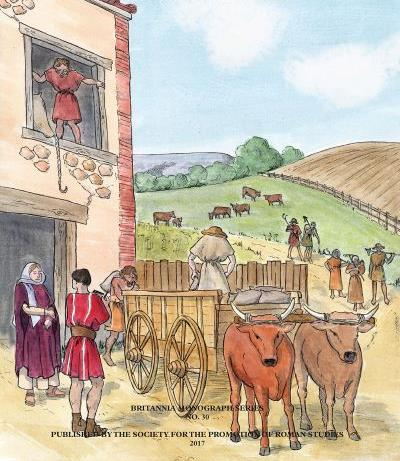 BRITANNIA MONOGRAPH SERIES
NO. 30
PUBLISHED BY THE SOCIETY FOR THE PROMOTION OF ROMAN STUDIES
2017